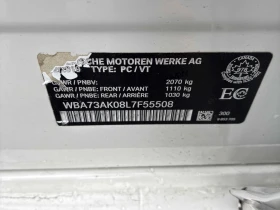 CHE MOTOREN WERKE AG
TYPE: PC / VT
GVWR / PNBV: 2070 kg
GAWR / PNBE: FRONT / AVANT 1110 kg
GAWR / PNBE: REAR / ARRIÈRE 1030 kg
WBA73AK08L7F55508
EC
300